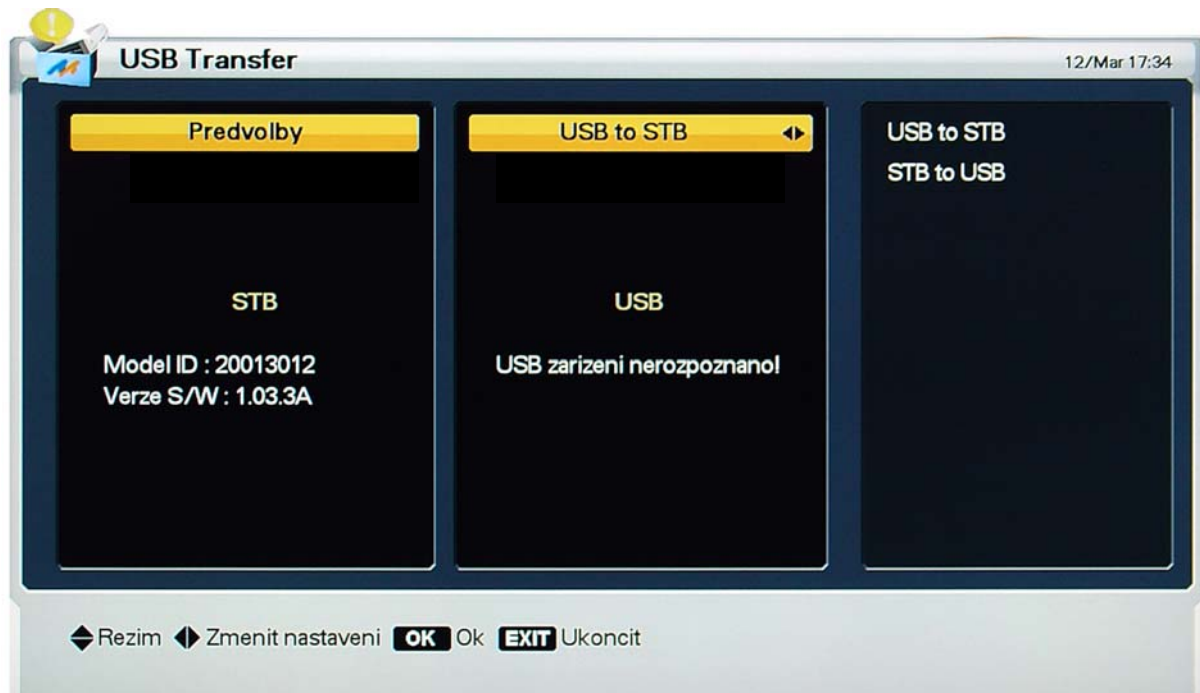 USB Transfer
12/Mar 17:34
Predvolby
USB to STB
USB to STB
STB to USB
STB
Model ID : 20013012
Verze S/W : 1.03.3A
USB
USB zarizeni nerozpoznano!
Rezim Zmenit nastaveni OK Ok EXIT Ukoncit